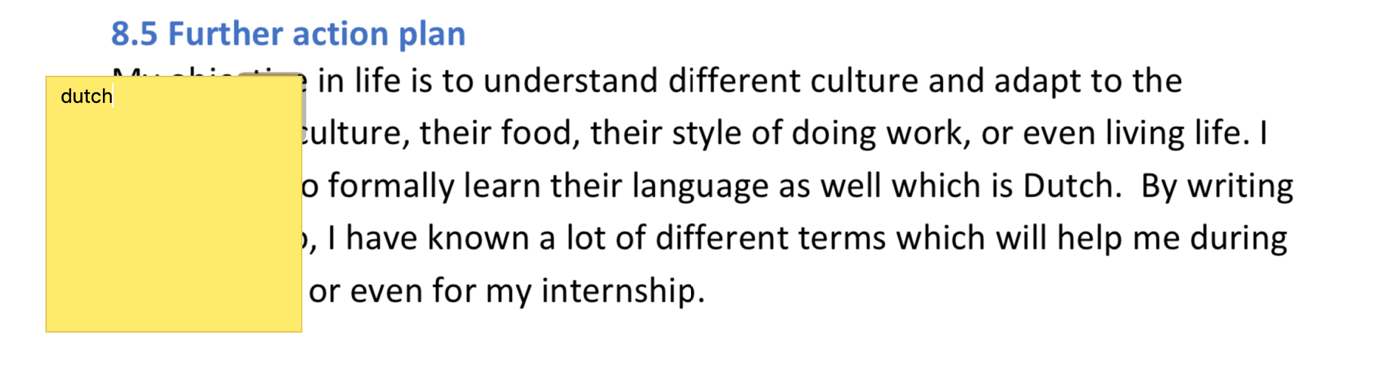 8.5 Further action plan
My objective in life is to understand different culture and adapt to the
dutch
culture, their food, their style of doing work, or even living life. I
formally learn their language as well which is Dutch. By writing
, I have known a lot of different terms which will help me during
or even for my internship.